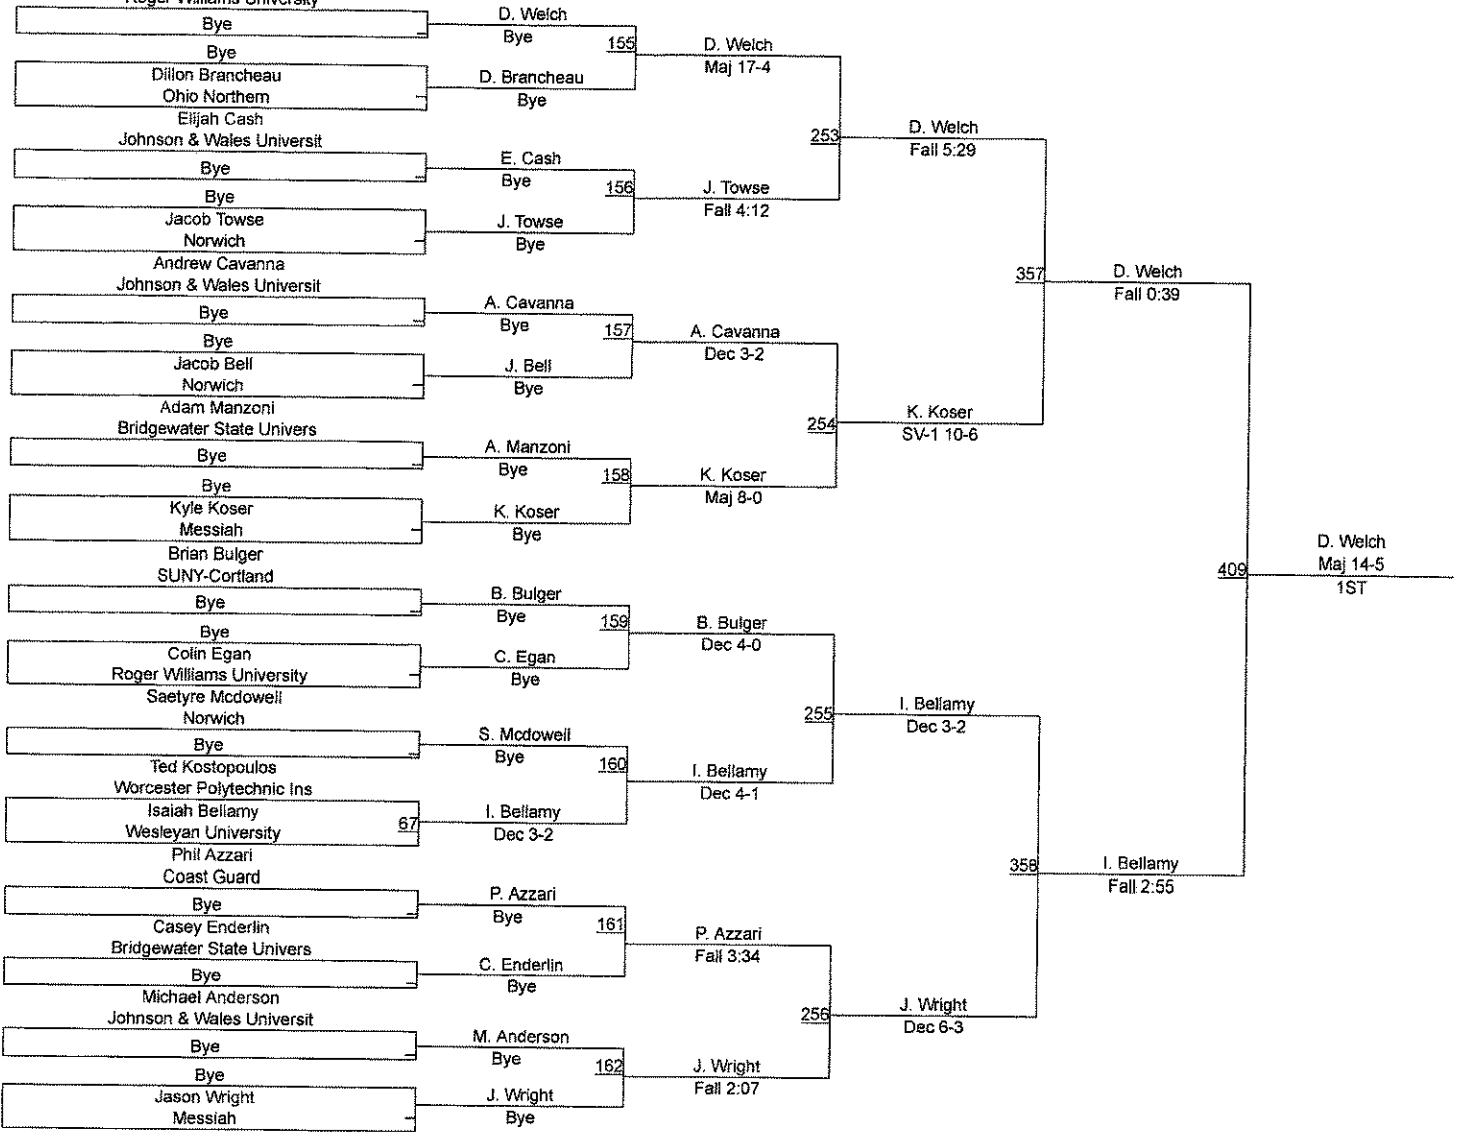 Roger Williams University
Bye
Bye
Dillon Brancheau
Ohio Northern
Elijah Cash
Johnson & Wales Universit
Bye
Bye
Jacob Towse
Norwich
Andrew Cavanna
Johnson & Wales Universit
Bye
Bye
Jacob Bell
Norwich
Adam Manzoni
Bridgewater State Univers
Bye
Bye
Kyle Koser
Messiah
Brian Bulger
SUNY-Cortland
Bye
Bye
Colin Egan
Roger Williams University
Saetyre Mcdowell
Norwich
Bye
Ted Kostopoulos
Worcester Polytechnic Ins
Isaiah Bellamy
Wesleyan University
67
Phil Azzari
Coast Guard
Bye
Casey Enderlin
Bridgewater State Univers
Bye
Michael Anderson
Johnson & Wales Universit
Bye
Bye
Jason Wright
Messiah
D. Welch
Bye
155
D. Brancheau
Bye
E. Cash
Bye
156
J. Towse
Bye
A. Cavanna
Bye
157
J. Bell
Bye
A. Manzoni
Bye
158
K. Koser
Bye
B. Bulger
Bye
159
C. Egan
Bye
S. Mcdowell
Bye
160
I. Bellamy
Dec 3-2
P. Azzari
Bye
161
C. Enderlin
Bye
M. Anderson
Bye
162
J. Wright
Bye
D. Welch
Maj 17-4
253
J. Towse
Fall 4:12
A. Cavanna
Dec 3-2
254
K. Koser
Maj 8-0
B. Bulger
Dec 4-0
255
I. Bellamy
Dec 4-1
P. Azzari
Fall 3:34
256
J. Wright
Fall 2:07
D. Welch
Fall 5:29
357
K. Koser
SV-1 10-6
I. Bellamy
Dec 3-2
358
J. Wright
Dec 6-3
D. Welch
Fall 0:39
409
I. Bellamy
Fall 2:55
D. Welch
Maj 14-5
1ST